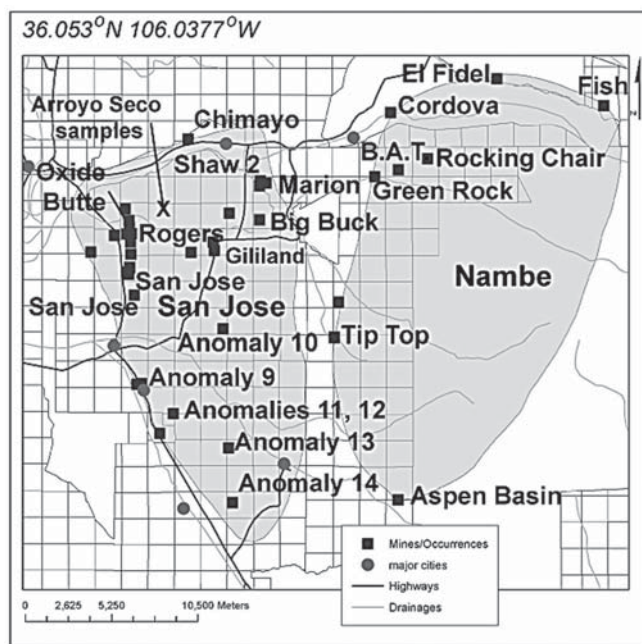 36.053°N 106.0377°W
El Fidel
Fish
Arroyo Seco
samples
Chimayo
Cordova
Shaw 2
B.A.T.
Rocking Chair
Oxide
Butte
Marion
Green Rock
X
Rogers
Big Buck
Gililand
Nambe
San Jose
San Jose
San Jose
Anomaly 10
Tip Top
Anomaly 9
Anomalies 11, 12
Anomaly 13
Anomaly 14
Aspen Basin
Mines/Occurrences
major cities
Highways
Drainages
0 2,625 5,250 10,500 Meters